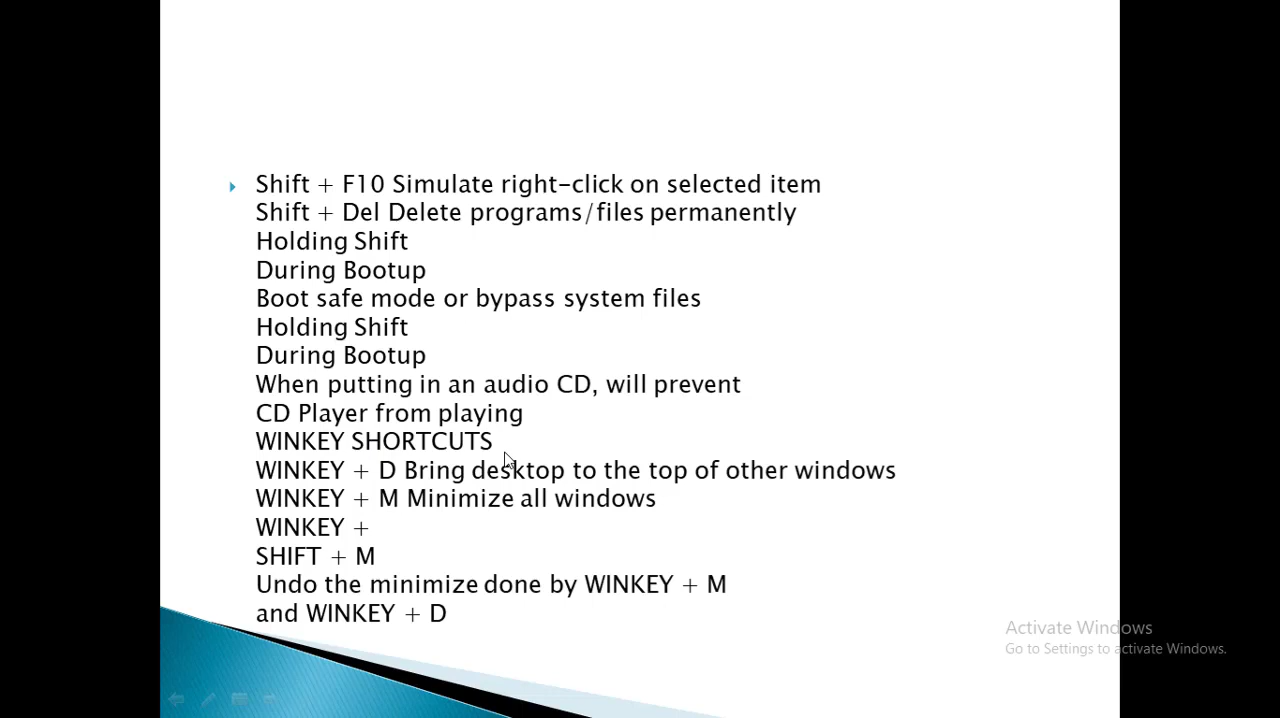 Shift + F10 Simulate right-click on selected item
Shift + Del Delete programs/files permanently
Holding Shift
During Bootup
Boot safe mode or bypass system files
Holding Shift
During Bootup
When putting in an audio CD, will prevent
CD Player from playing
WINKEY SHORTCUTS
WINKEY + D Bring desktop to the top of other windows
WINKEY + M Minimize all windows
WINKEY +
SHIFT + M
Undo the minimize done by WINKEY + M
and WINKEY + D
Activate Windows
Go to Settings to activate Windows.